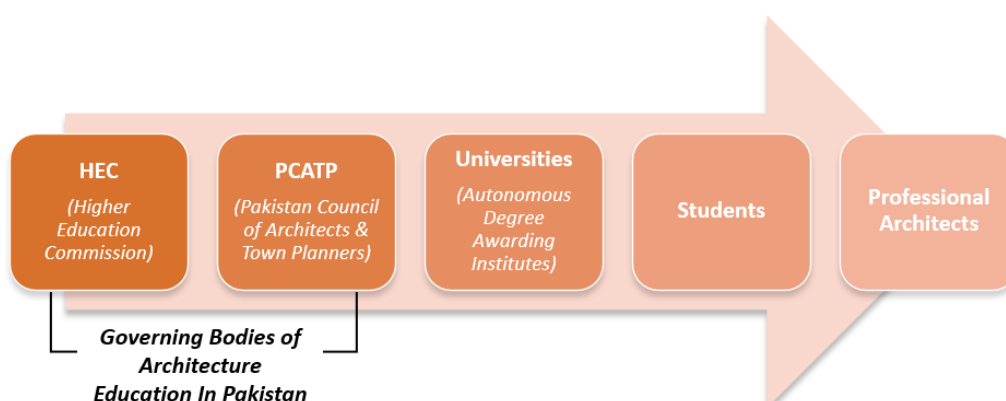 HEC
(Higher
Education
Commission)
PCATP
(Pakistan Council
of Architects &
Town Planners)
Universities
(Autonomous
Degree
Awarding
Institutes)
Students
Professional
Architects
Governing Bodies of
Architecture
Education In Pakistan